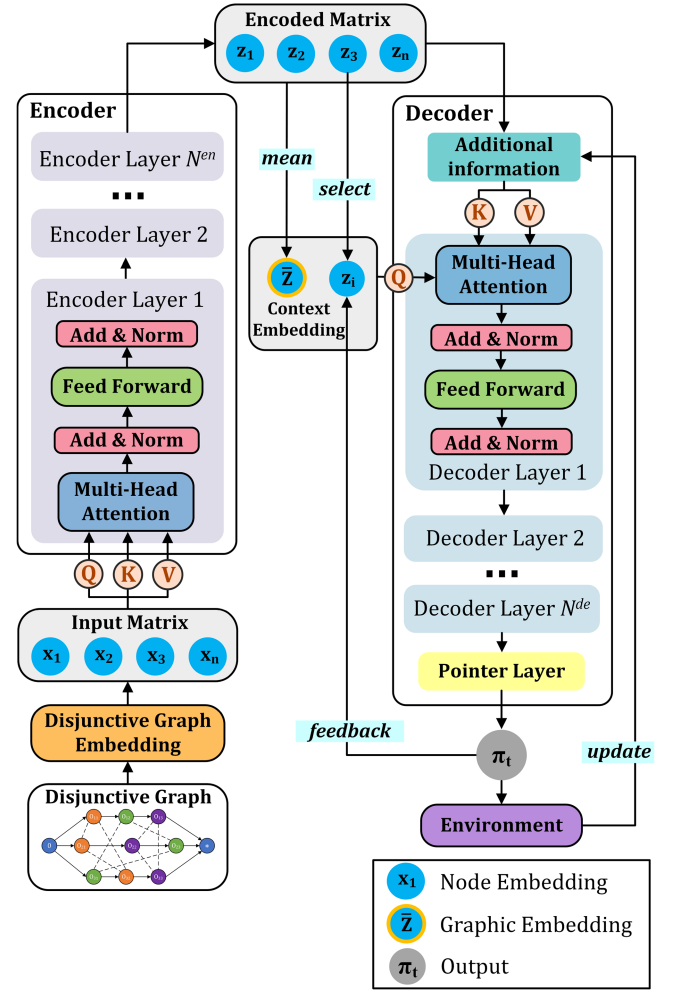 Encoded Matrix
z1 z2 z3 zn
Encoder
Encoder Layer N^en
...
Encoder Layer 2
Encoder Layer 1
Add & Norm
Feed Forward
Add & Norm
Multi-Head
Attention
Q K V
Input Matrix
x1 x2 x3 xn
Disjunctive Graph
Embedding
Disjunctive Graph
0
mean
select
Z̄ zi
Context
Embedding
Q
feedback
Decoder
Additional
information
K V
Multi-Head
Attention
Add & Norm
Feed Forward
Add & Norm
Decoder Layer 1
Decoder Layer 2
...
Decoder Layer N^de
Pointer Layer
πt
update
Environment
x1 Node Embedding
Z̄ Graphic Embedding
πt Output